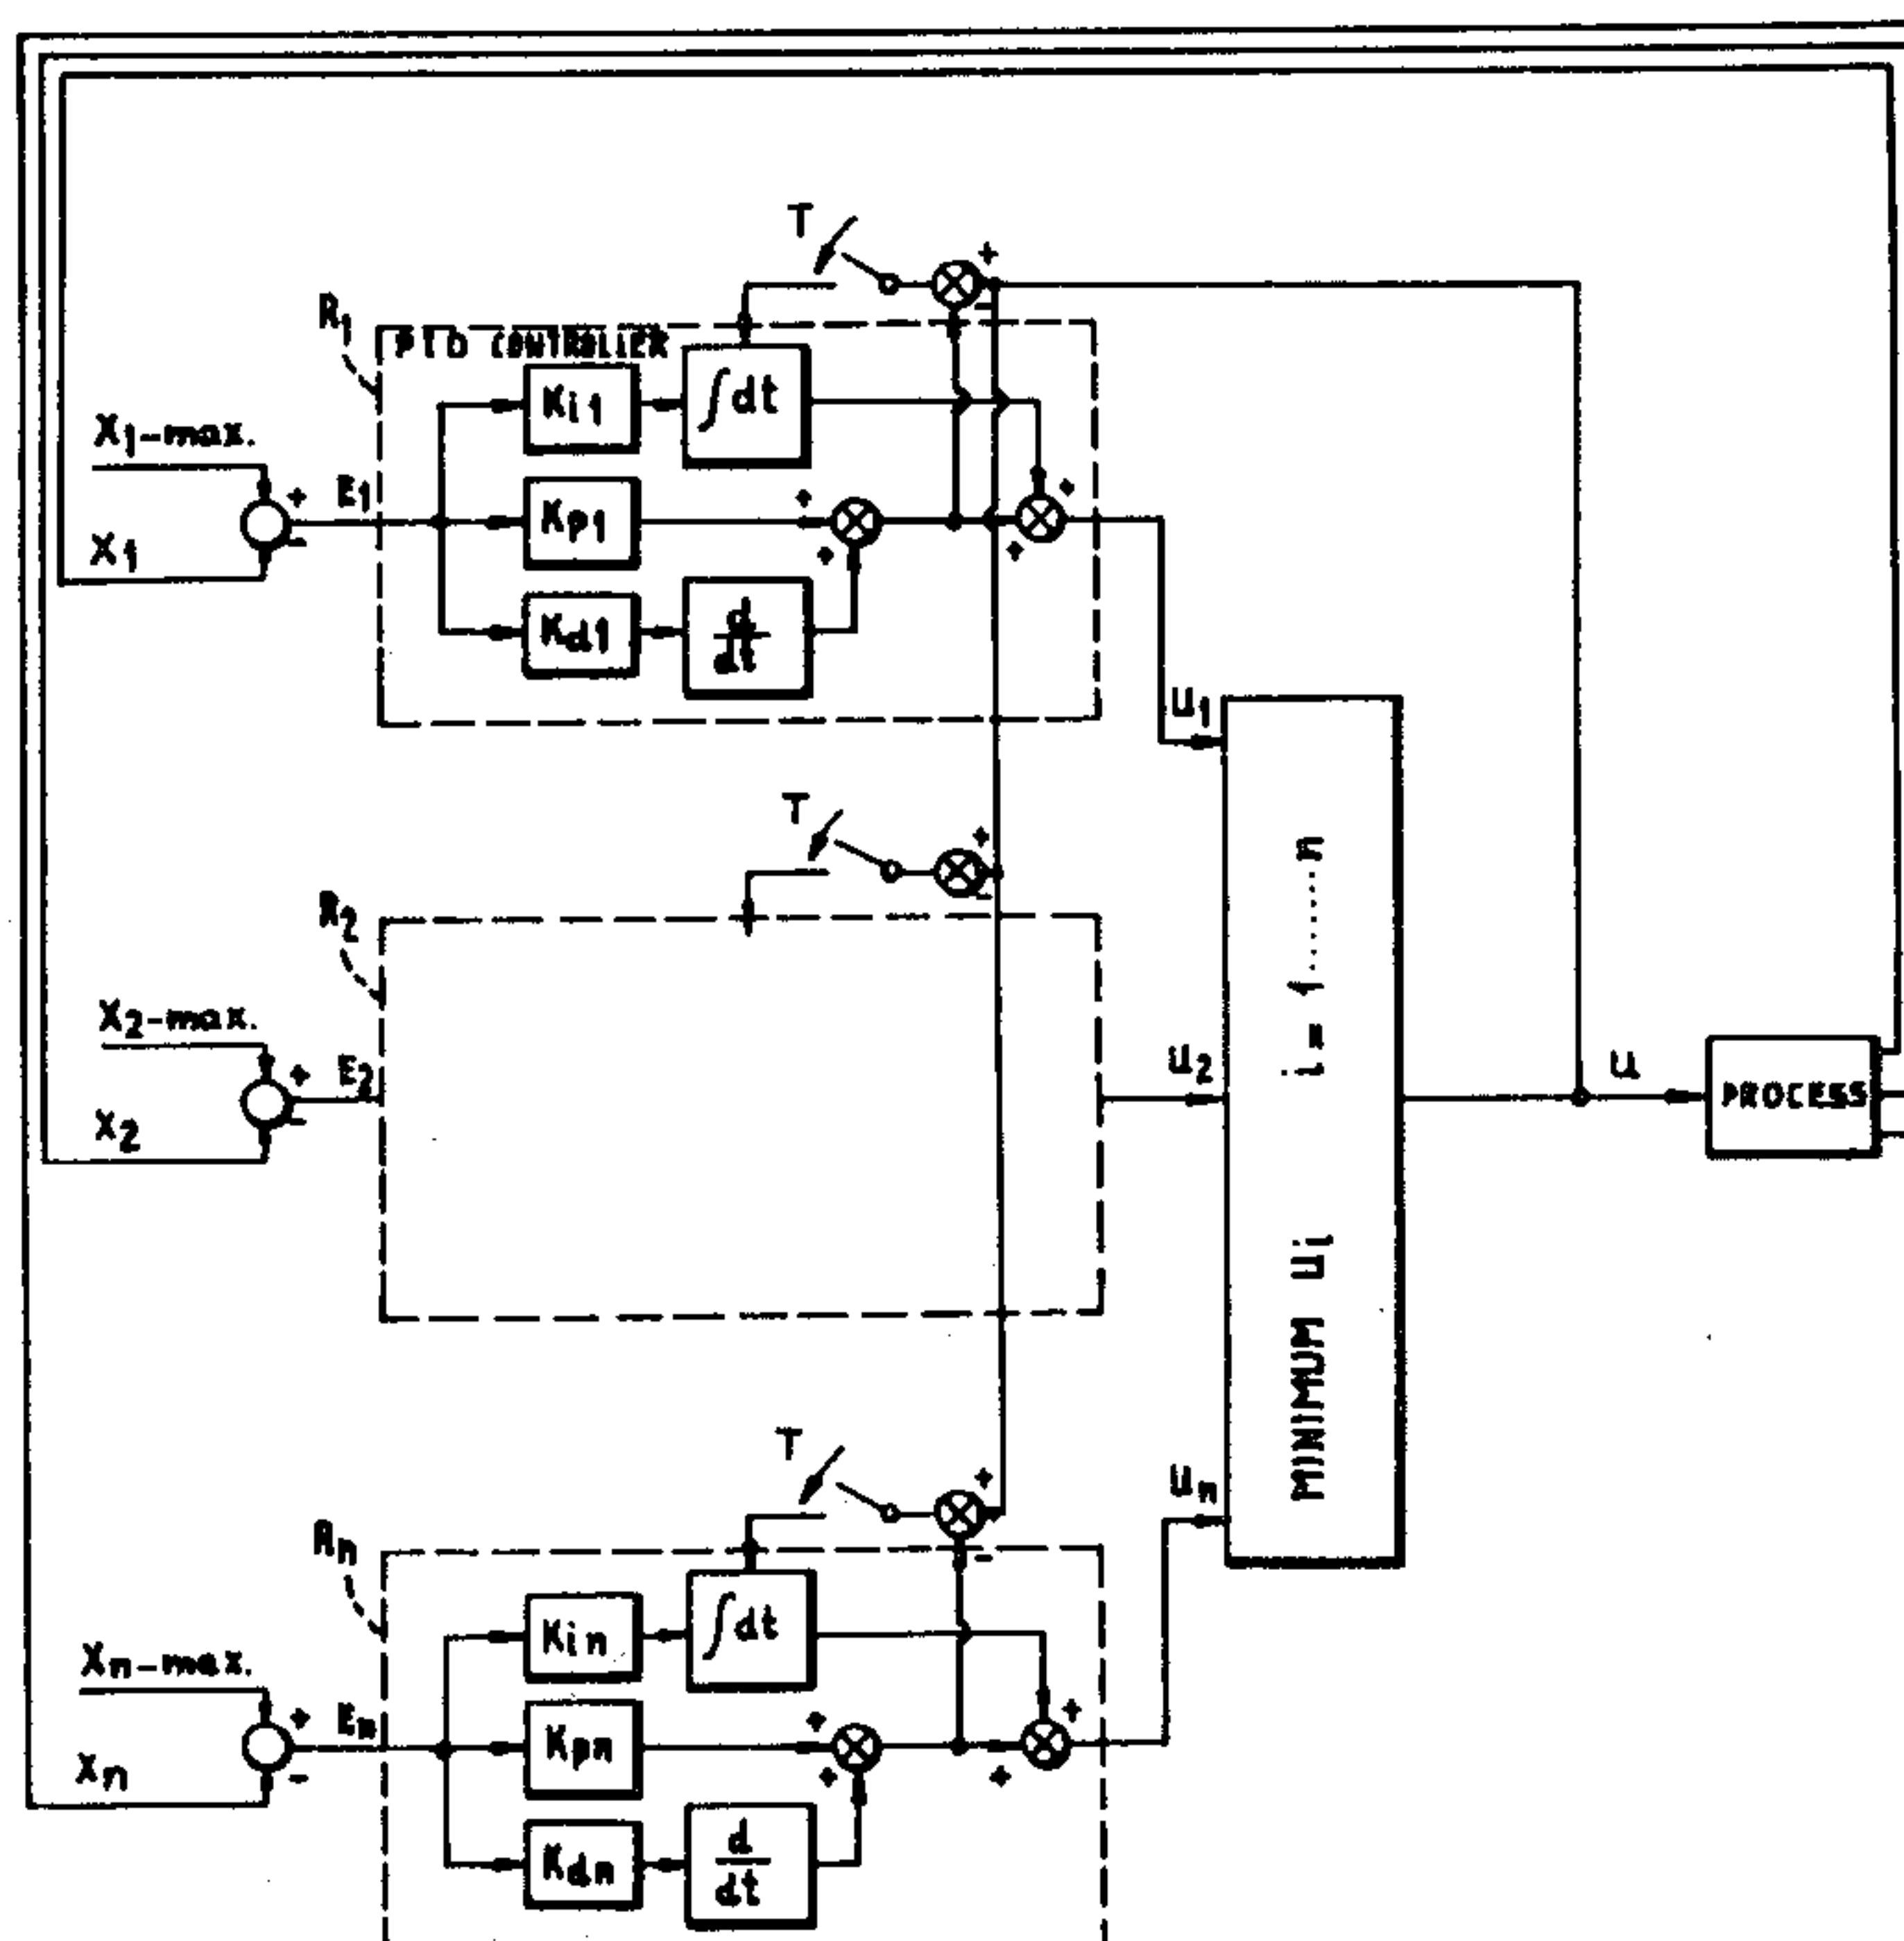 T
R1
PID CONTROLLER
Ki1
∫dt
X1-max.
E1
Kp1
X1
Kd1
d
dt
U1
T
R2
X2-max.
E2
X2
U2
MINIMUM Ui i = 1......n
U
PROCESS
T
Rn
Un
Kin
∫dt
Xn-max.
En
Kpn
Xn
Kdn
d
dt